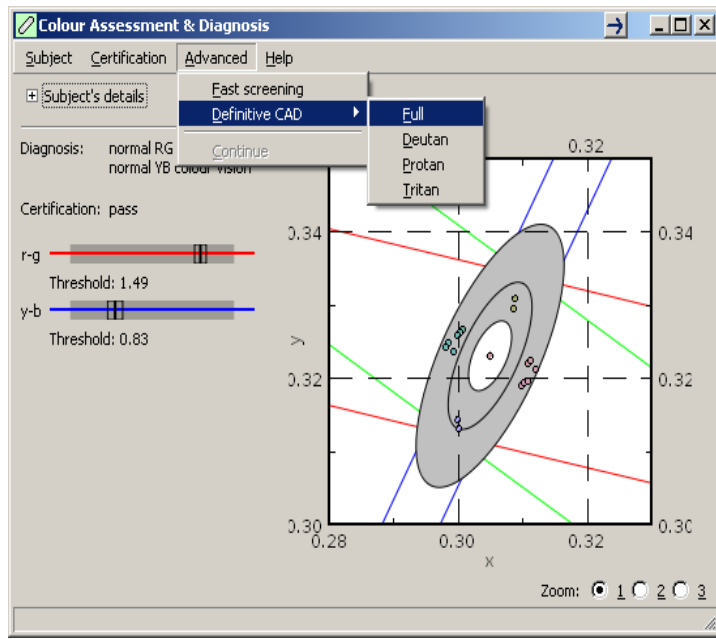 Colour Assessment & Diagnosis
Subject Certification Advanced Help
Subject's details
Fast screening
Definitive CAD
Continue
Full
Deutan
Protan
Tritan
Diagnosis: normal RG
normal YB colour vision
Certification: pass
r-g
Threshold: 1.49
y-b
Threshold: 0.83
0.32
0.34 0.34
y
0.32 0.32
0.30 0.30
0.28 0.30 0.32
x
Zoom: 1 2 3